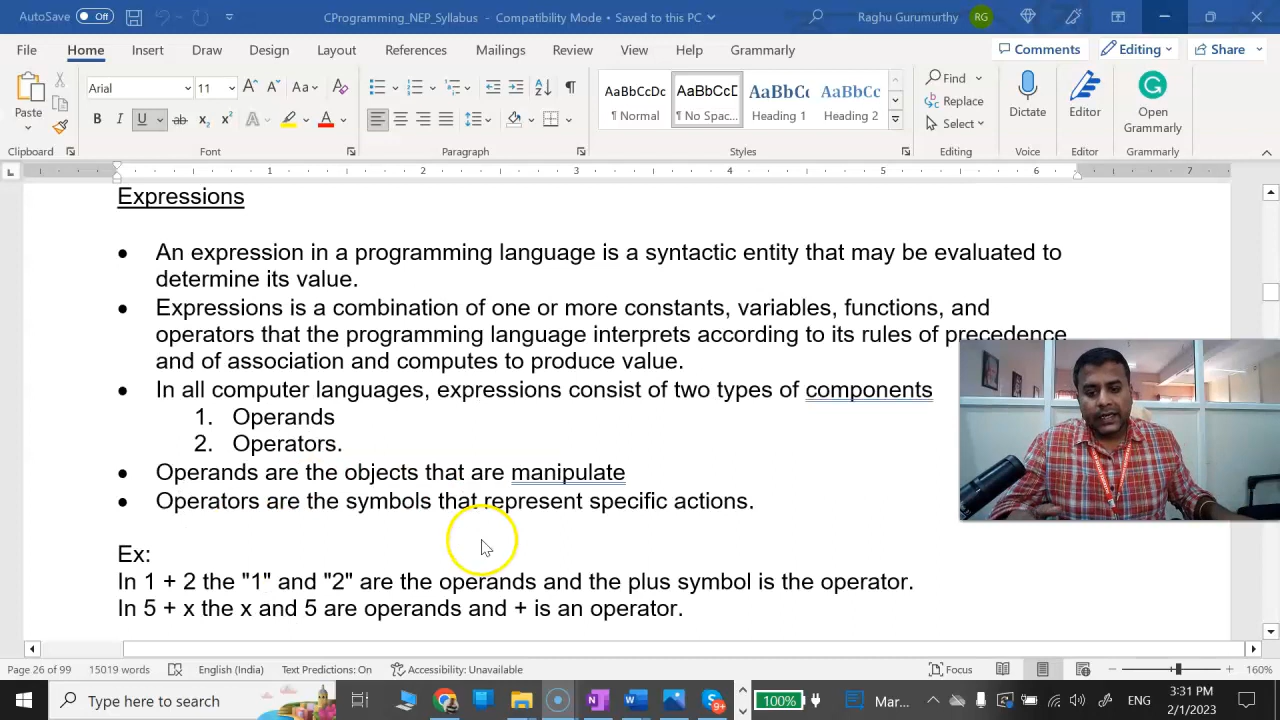 AutoSave Off
CProgramming_NEP_Syllabus - Compatibility Mode • Saved to this PC
Raghu Gurumurthy RG
File Home Insert Draw Design Layout References Mailings Review View Help Grammarly
Comments Editing Share
Paste
Clipboard
Arial 11
Font
Paragraph
AaBbCcDc AaBbCcD AaBbCc AaBbCc
¶ Normal ¶ No Spac... Heading 1 Heading 2
Styles
Find
Replace
Select
Editing
Dictate
Voice
Editor
Editor
Open
Grammarly
Grammarly
1 2 3 4 5 6 7
Expressions
• An expression in a programming language is a syntactic entity that may be evaluated to
determine its value.
• Expressions is a combination of one or more constants, variables, functions, and
operators that the programming language interprets according to its rules of precedence
and of association and computes to produce value.
• In all computer languages, expressions consist of two types of components
1. Operands
2. Operators.
• Operands are the objects that are manipulate
• Operators are the symbols that represent specific actions.
Ex:
In 1 + 2 the "1" and "2" are the operands and the plus symbol is the operator.
In 5 + x the x and 5 are operands and + is an operator.
Page 26 of 99 15019 words English (India) Text Predictions: On Accessibility: Unavailable Focus 160%
Type here to search
100%
Mar...
ENG
3:31 PM
2/1/2023